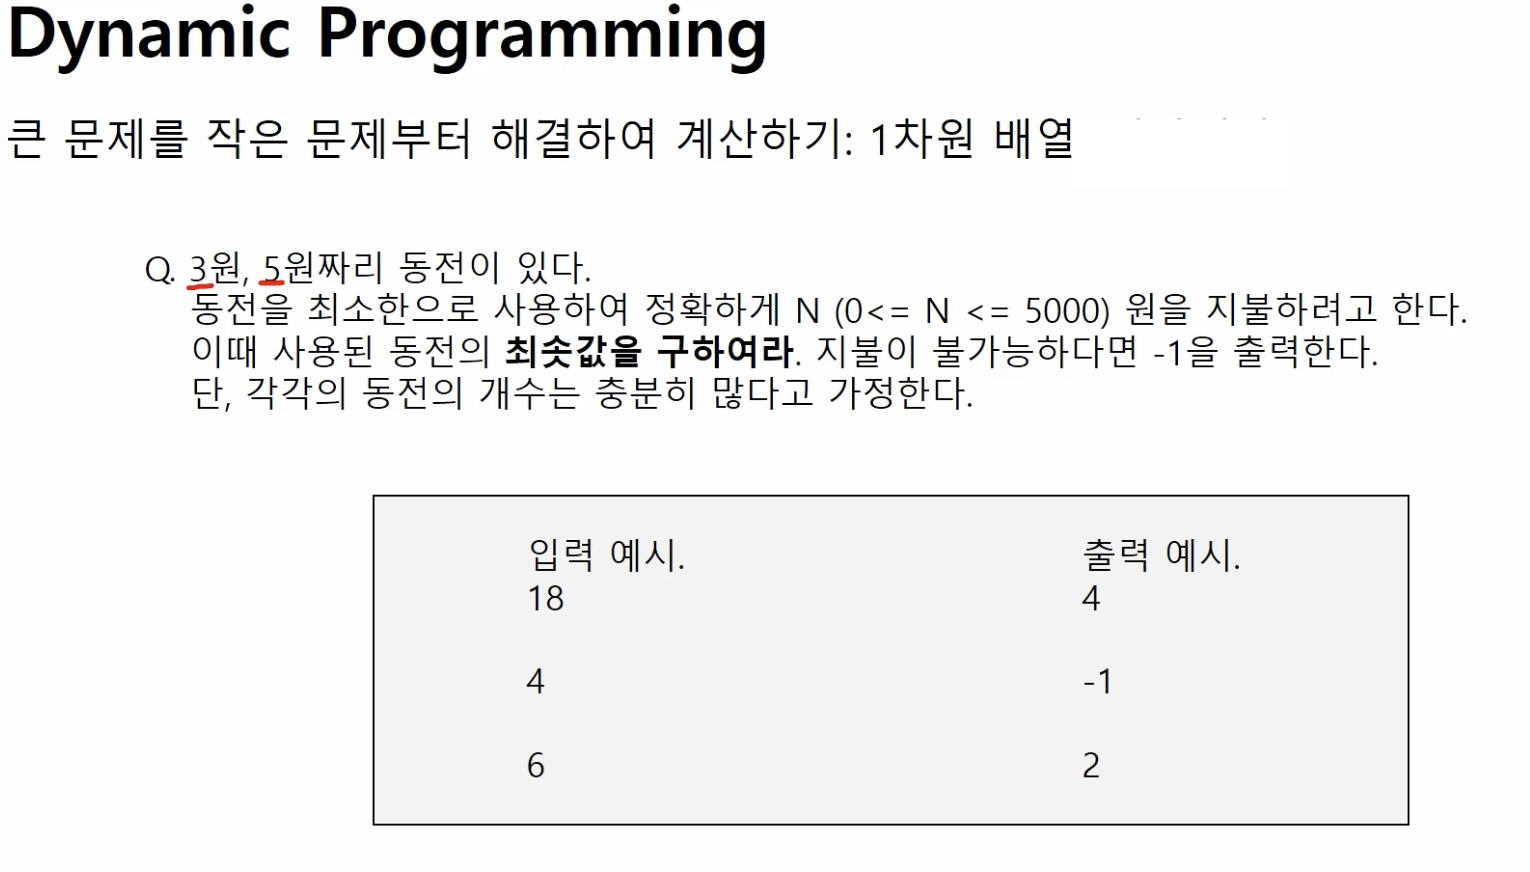 Dynamic Programming
큰 문제를 작은 문제부터 해결하여 계산하기: 1차원 배열
Q. 3원, 5원짜리 동전이 있다.
동전을 최소한으로 사용하여 정확하게 N (0<= N <= 5000) 원을 지불하려고 한다.
이때 사용된 동전의 최솟값을 구하여라. 지불이 불가능하다면 -1을 출력한다.
단, 각각의 동전의 개수는 충분히 많다고 가정한다.
입력 예시. 출력 예시.
18 4
4 -1
6 2